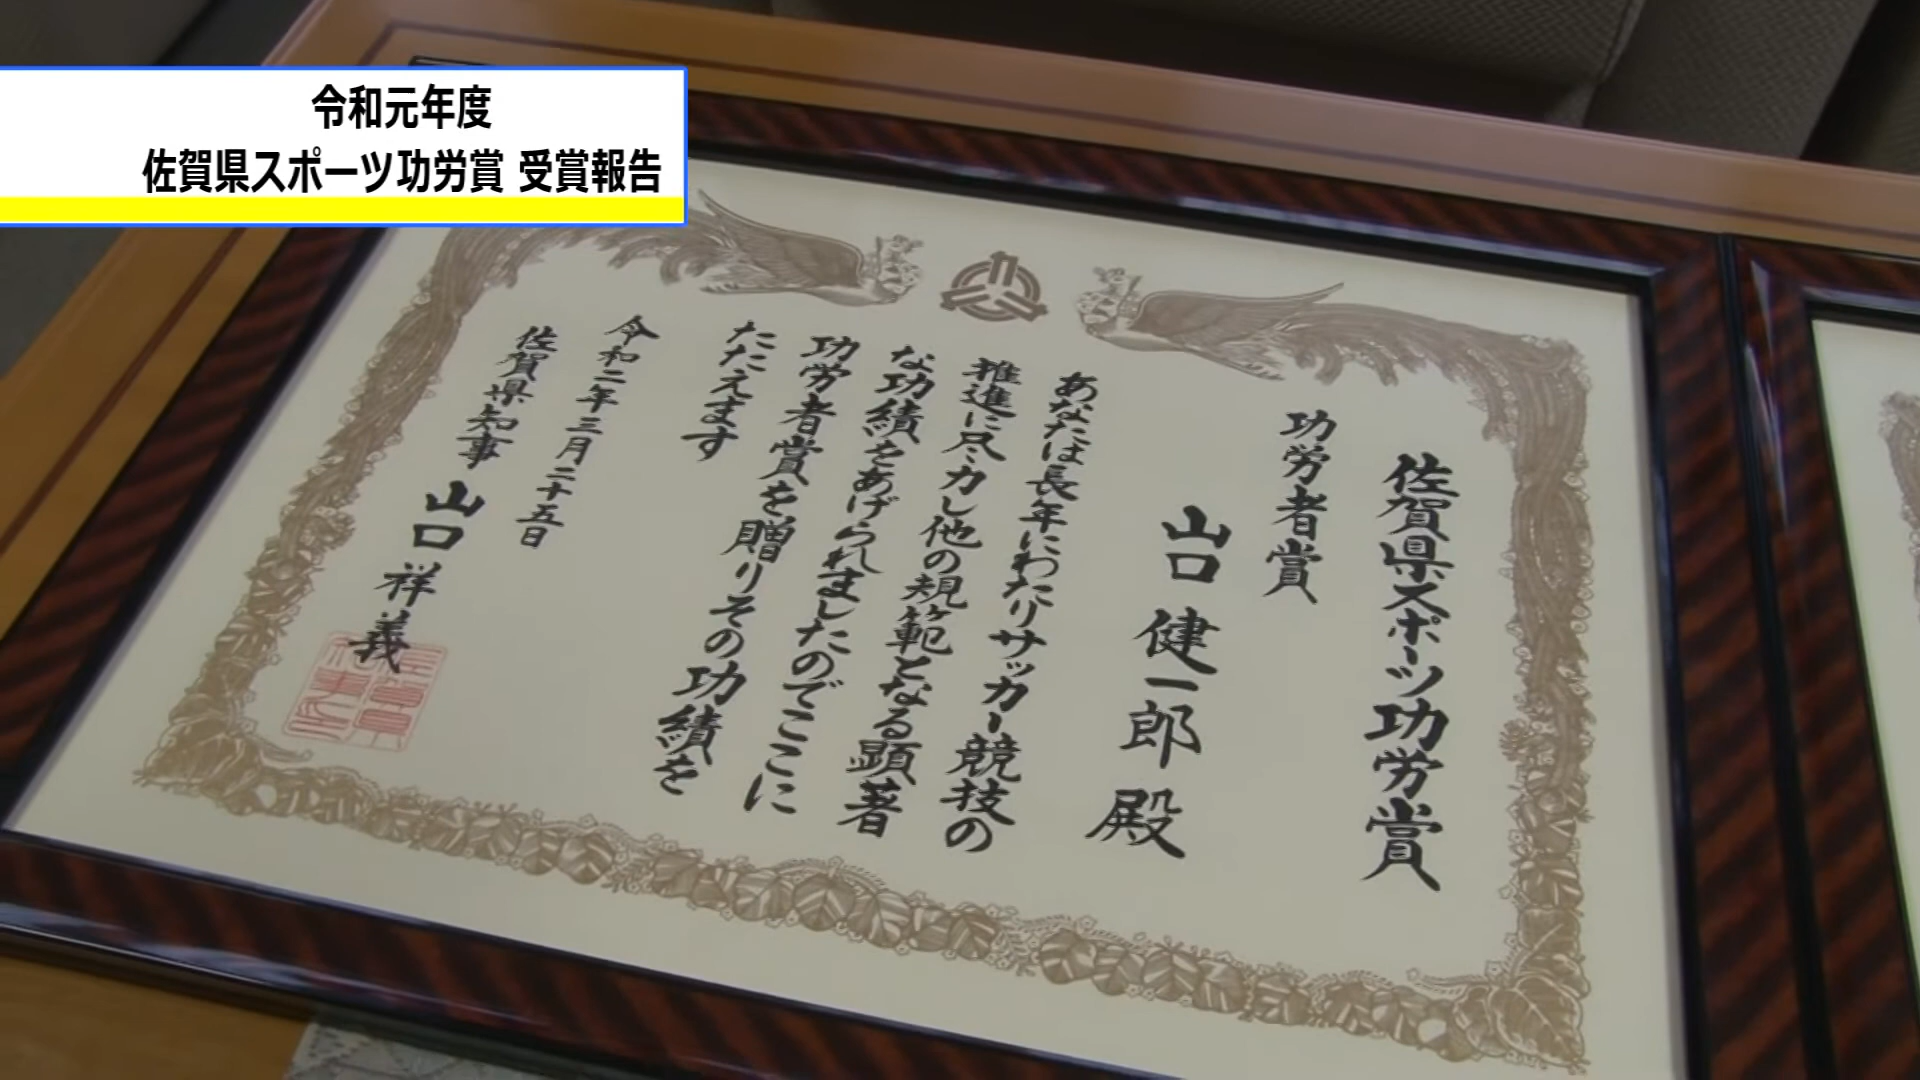 令和元年度
佐賀県スポーツ功労賞 受賞報告
佐賀県スポーツ功労賞
功労者賞
山口 健一郎 殿
あなたは長年にわたりサッカー競技の
推進に尽力し他の規範となる顕著
な功績をあげられましたのでここに
功労者賞を贈りその功績を
たたえます
令和二年三月二十五日
佐賀県知事 山口 祥義
佐賀県
知事印